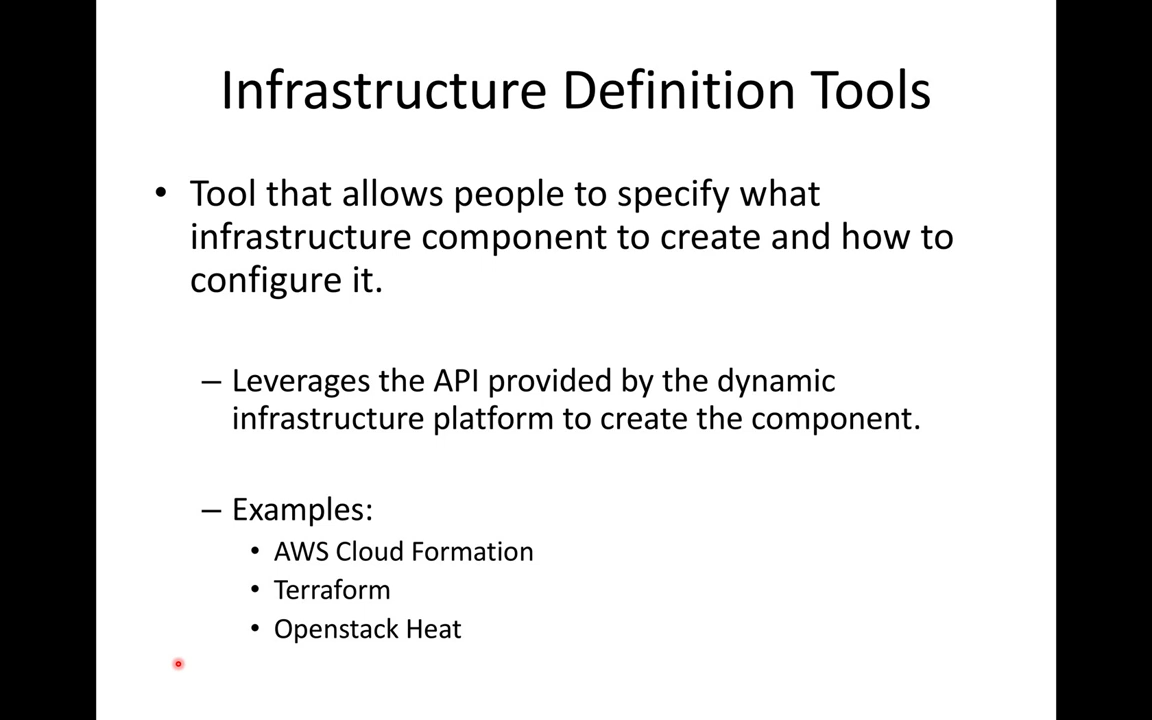 Infrastructure Definition Tools
• Tool that allows people to specify what
infrastructure component to create and how to
configure it.
– Leverages the API provided by the dynamic
infrastructure platform to create the component.
– Examples:
• AWS Cloud Formation
• Terraform
• Openstack Heat